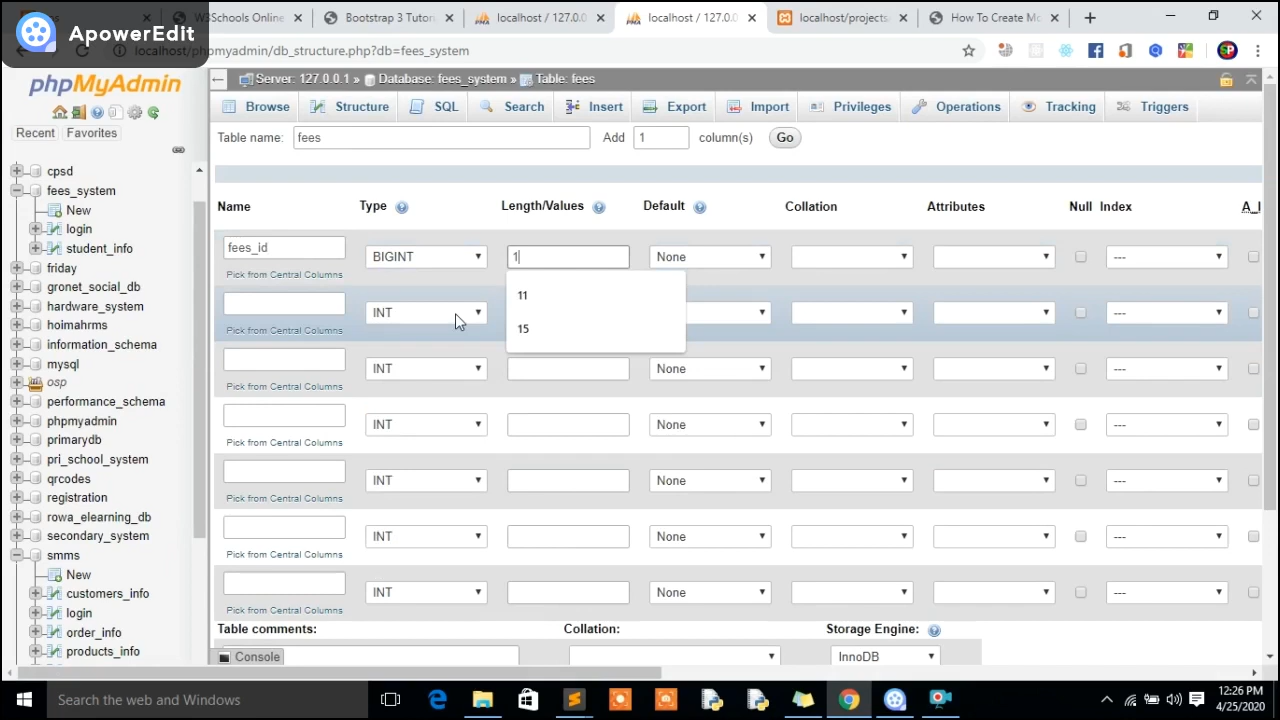 ApowerEdit
W3Schools Online
Bootstrap 3 Tutor
localhost / 127.0.0
localhost / 127.0.0
localhost/projects
How To Create Mo
localhost/phpmyadmin/db_structure.php?db=fees_system
phpMyAdmin
Recent
Favorites
cpsd
fees_system
New
login
student_info
friday
gronet_social_db
hardware_system
hoimahrms
information_schema
mysql
osp
performance_schema
phpmyadmin
primarydb
pri_school_system
qrcodes
registration
rowa_elearning_db
secondary_system
smms
New
customers_info
login
order_info
products_info
Server: 127.0.0.1 » Database: fees_system » Table: fees
Browse Structure SQL Search Insert Export Import Privileges Operations Tracking Triggers
Table name: fees Add 1 column(s) Go
Name Type Length/Values Default Collation Attributes Null Index A_I
fees_id BIGINT 1 None ---
Pick from Central Columns
11
INT ---
15
Pick from Central Columns
INT None ---
Pick from Central Columns
INT None ---
Pick from Central Columns
INT None ---
Pick from Central Columns
INT None ---
Pick from Central Columns
INT None ---
Pick from Central Columns
Table comments: Collation: Storage Engine:
Console InnoDB
Search the web and Windows
12:26 PM
4/25/2020